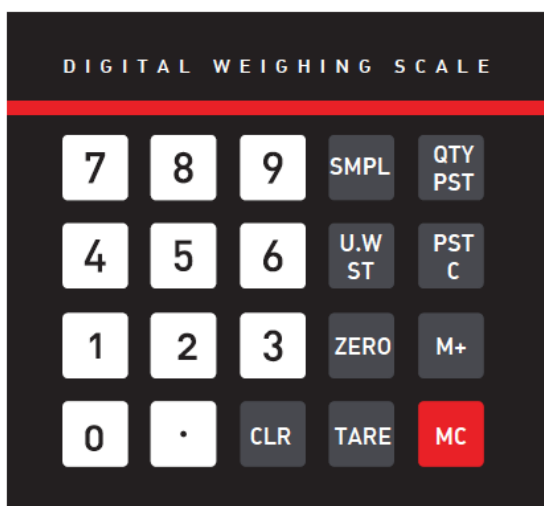 DIGITAL WEIGHING SCALE
7 8 9 SMPL QTY PST
4 5 6 U.W ST PST C
1 2 3 ZERO M+
0 . CLR TARE MC